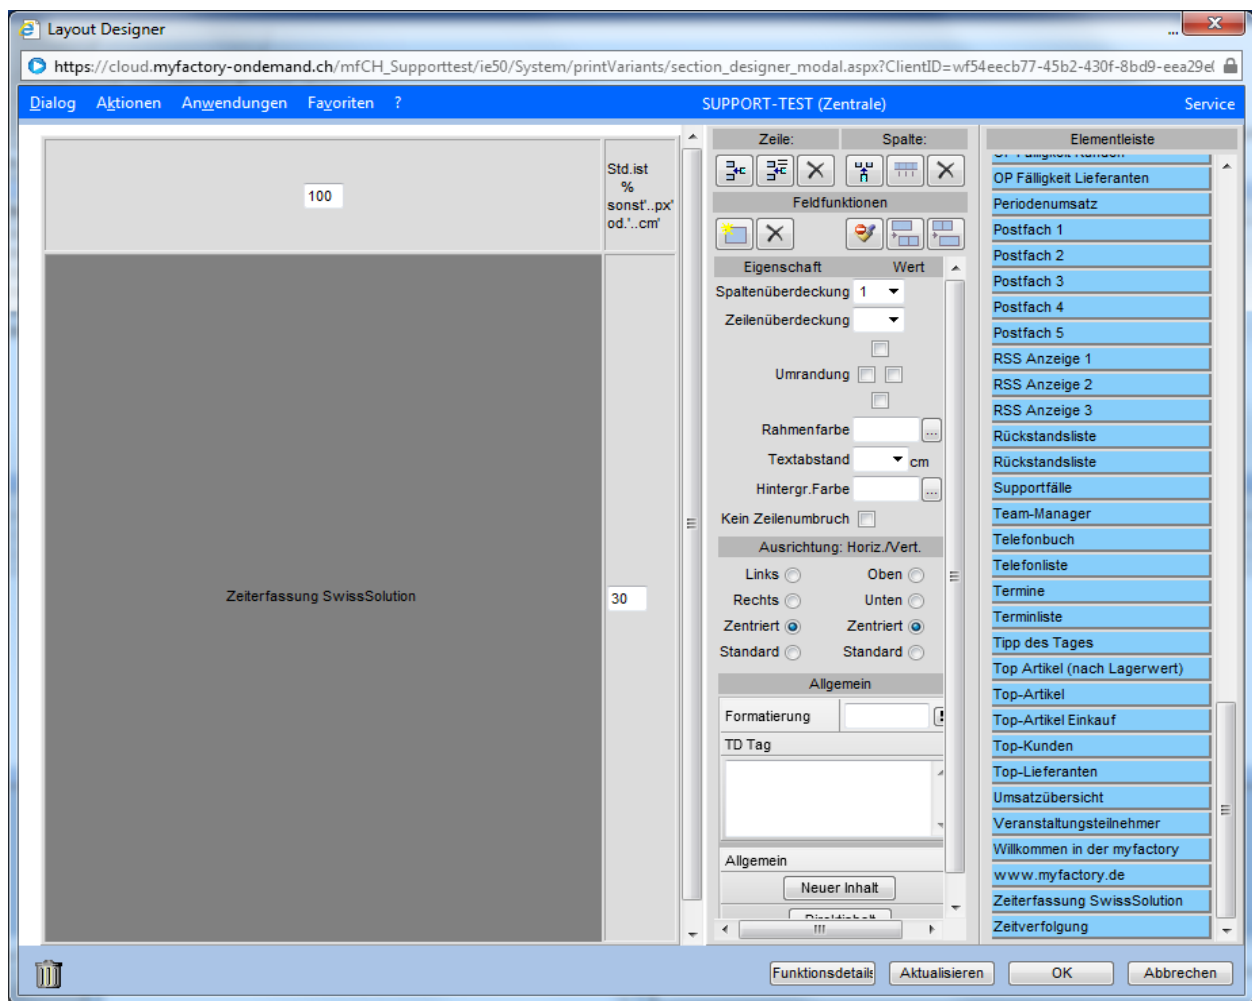 Layout Designer
...
https://cloud.myfactory-ondemand.ch/mfCH_Supporttest/ie50/System/printVariants/section_designer_modal.aspx?ClientID=wf54eecb77-45b2-430f-8bd9-eea29e
Dialog Aktionen Anwendungen Favoriten ? SUPPORT-TEST (Zentrale) Service
100
Std.ist
%
sonst'..px'
od.'..cm'
Zeiterfassung SwissSolution
30
Zeile: Spalte:
Feldfunktionen
Eigenschaft Wert
Spaltenüberdeckung 1
Zeilenüberdeckung
Umrandung
Rahmenfarbe ...
Textabstand cm
Hintergr.Farbe ...
Kein Zeilenumbruch
Ausrichtung: Horiz./Vert.
Links Oben
Rechts Unten
Zentriert Zentriert
Standard Standard
Allgemein
Formatierung
TD Tag
Allgemein
Neuer Inhalt
Direktinhalt
Elementleiste
OP Fälligkeit Kunden
OP Fälligkeit Lieferanten
Periodenumsatz
Postfach 1
Postfach 2
Postfach 3
Postfach 4
Postfach 5
RSS Anzeige 1
RSS Anzeige 2
RSS Anzeige 3
Rückstandsliste
Rückstandsliste
Supportfälle
Team-Manager
Telefonbuch
Telefonliste
Termine
Terminliste
Tipp des Tages
Top Artikel (nach Lagerwert)
Top-Artikel
Top-Artikel Einkauf
Top-Kunden
Top-Lieferanten
Umsatzübersicht
Veranstaltungsteilnehmer
Willkommen in der myfactory
www.myfactory.de
Zeiterfassung SwissSolution
Zeitverfolgung
Funktionsdetails Aktualisieren OK Abbrechen